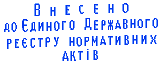 Внесено
до Єдиного Державного
реєстру нормативних
актів